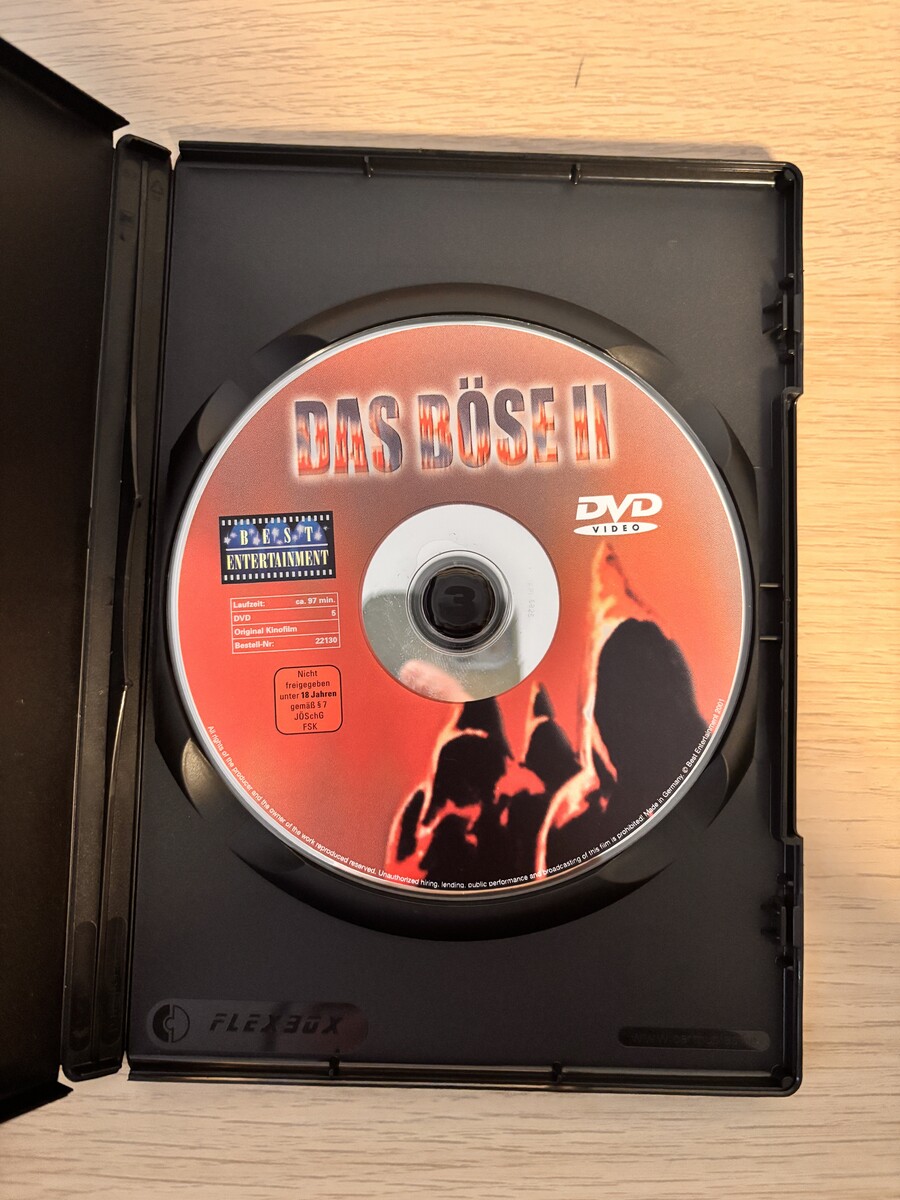 DAS BÖSE II
DVD
VIDEO
BEST
ENTERTAINMENT
Laufzeit: ca. 97 min.
DVD 5
Original Kinofilm
Bestell-Nr: 22130
Nicht
freigegeben
unter 18 Jahren
gemäß § 7
JÖSchG
FSK
All rights of the producer and the owner of the work reproduced reserved. Unauthorized hiring, lending, public performance and broadcasting of this film is prohibited. Made in Germany. © Best Entertainment 2001
3
FLEXBOX